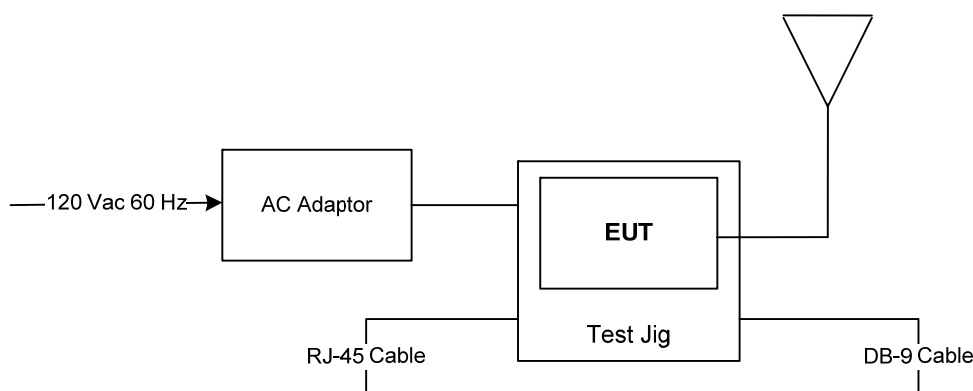 120 Vac 60 Hz
AC Adaptor
EUT
Test Jig
RJ-45 Cable
DB-9 Cable